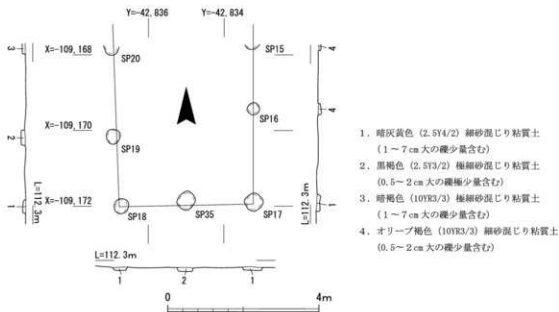 Y=-42,836
Y=-42,834
3
X=-109,168
SP20
SP15
4
SP16
4
2
X=-109,170
SP19
L=112.3m
1
X=-109,172
SP18
SP35
SP17
L=112.3m
1
L=112.3m
1
2
1
0
4m
1．暗灰黄色（2.5Y4/2）細砂混じり粘質土
（1～7cm大の礫少量含む）
2．黒褐色（2.5Y3/2）極細砂混じり粘質土
(0.5～2cm大の礫極少量含む）
3．暗褐色（10YR3/3）極細砂混じり粘質土
（1～7cm大の礫少量含む）
4．オリーブ褐色（10YR3/3）細砂混じり粘質土
（0.5～2cm大の礫少量含む）